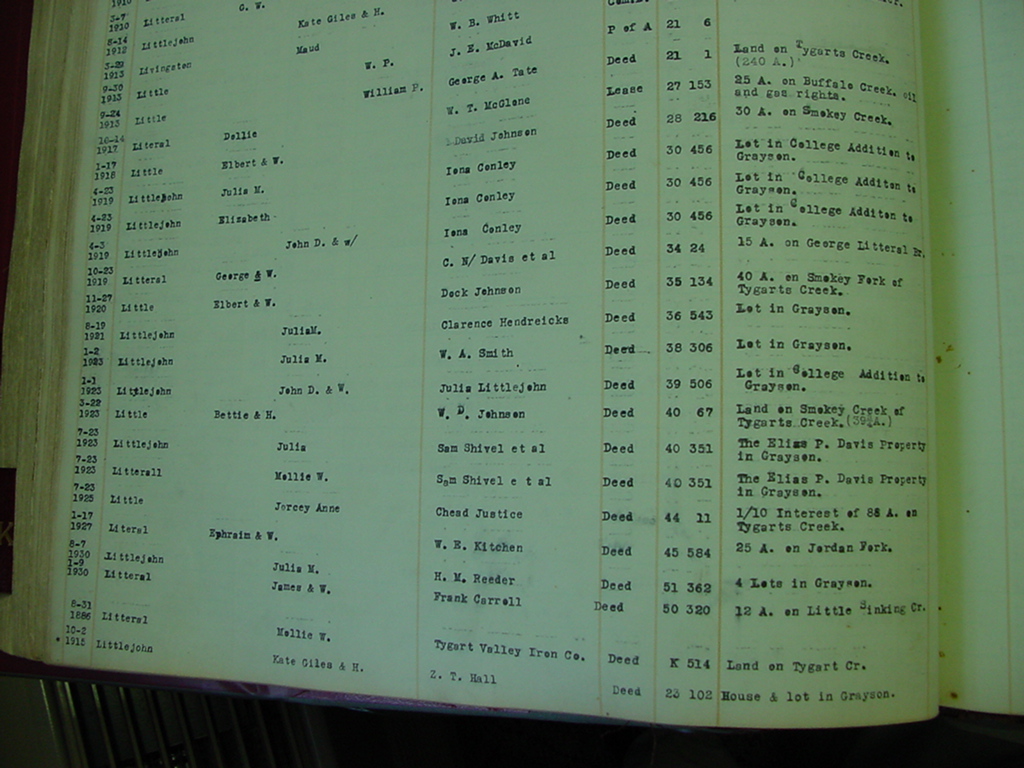 1910 G. W. Comm.
3-7
1910 Litteral Kate Giles & H. W. B. Whitt P of A 21 6
8-14
1912 Littlejohn Maud J. E. McDavid Deed 21 1 Land on Tygarts Creek.
(240 A.)
3-29
1913 Livingston W. P. George A. Tate Lease 27 153 25 A. on Buffalo Creek. oil
and gas rights.
9-30
1913 Little William P. W. T. McGlone Deed 28 216 30 A. on Smokey Creek.
9-24
1913 Little David Johnson Deed 30 456 Lot in College Addition to
Grayson.
10-14
1917 Literal Dollie Iona Conley Deed 30 456 Lot in College Additon to
Grayson.
1-17
1918 Little Elbert & W. Iona Conley Deed 30 456 Lot in College Additon to
Grayson.
4-23
1919 Littlejohn Julia M. Iona Conley Deed 34 24 15 A. on George Litteral Br.
4-23
1919 Littlejohn Elizabeth C. N/ Davis et al Deed 35 134 40 A. on Smokey Fork of
Tygarts Creek.
4-3
1919 Littlejohn John D. & w/ Dock Johnson Deed 36 543 Lot in Grayson.
10-23
1919 Litteral George & W. Clarence Hendreicks Deed 38 306 Lot in Grayson.
11-27
1920 Little Elbert & W. W. A. Smith Deed 39 506 Lot in College Addition to
Grayson.
8-19
1921 Littlejohn JuliaM. Julia Littlejohn Deed 40 67 Land on Smokey Creek of
Tygarts Creek. (39¾A.)
1-2
1923 Littlejohn Julia M. W. D. Johnson Deed 40 351 The Elias P. Davis Property
in Grayson.
1-1
1923 Littlejohn John D. & W. Sam Shivel et al Deed 40 351 The Elias P. Davis Property
in Grayson.
3-22
1923 Little Bettie & H. Sam Shivel e t al Deed 44 11 1/10 Interest of 88 A. on
Tygarts Creek.
7-23
1923 Littlejohn Julia Chead Justice Deed 45 584 25 A. on Jordan Fork.
7-23
1923 Litterall Mollie W. W. E. Kitchen Deed 51 362 4 Lots in Grayson.
7-23
1925 Little Jercey Anne H. M. Reeder Deed 50 320 12 A. on Little Sinking Cr.
1-17
1927 Literal Ephraim & W. Frank Carroll Deed K 514 Land on Tygart Cr.
8-7
1930 Littlejohn Julia M. Tygart Valley Iron Co. Deed 23 102 House & lot in Grayson.
1-9
1930 Litteral James & W. Z. T. Hall
8-31
1886 Litteral Mollie W.
10-2
1915 Littlejohn Kate Giles & H.
K